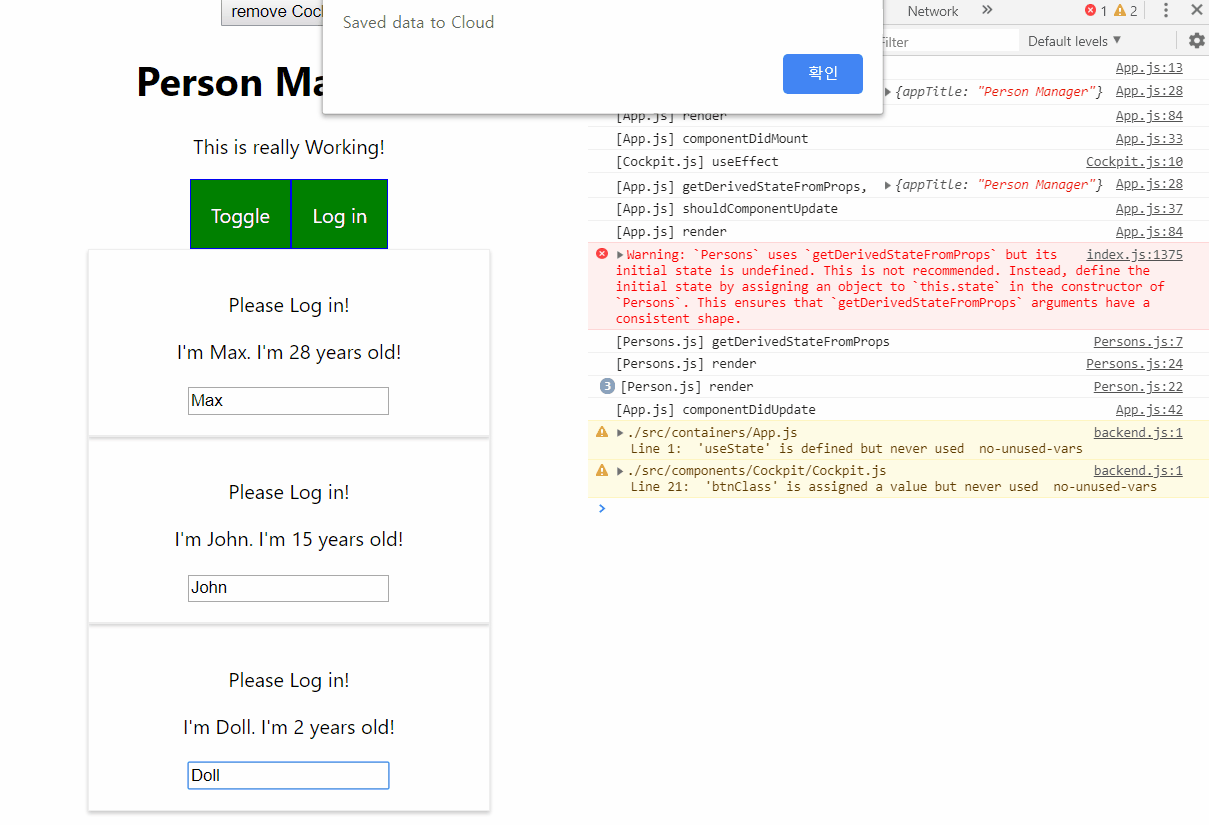 remove Cock
Saved data to Cloud
확인
Person Ma
This is really Working!
Toggle
Log in
Please Log in!
I'm Max. I'm 28 years old!
Max
Please Log in!
I'm John. I'm 15 years old!
John
Please Log in!
I'm Doll. I'm 2 years old!
Doll
Network » 1 2
Filter Default levels ▼
App.js:13
{appTitle: "Person Manager"} App.js:28
[App.js] render App.js:84
[App.js] componentDidMount App.js:33
[Cockpit.js] useEffect Cockpit.js:10
[App.js] getDerivedStateFromProps, {appTitle: "Person Manager"} App.js:28
[App.js] shouldComponentUpdate App.js:37
[App.js] render App.js:84
Warning: `Persons` uses `getDerivedStateFromProps` but its index.js:1375
initial state is undefined. This is not recommended. Instead, define the
initial state by assigning an object to `this.state` in the constructor of
`Persons`. This ensures that `getDerivedStateFromProps` arguments have a
consistent shape.
[Persons.js] getDerivedStateFromProps Persons.js:7
[Persons.js] render Persons.js:24
3 [Person.js] render Person.js:22
[App.js] componentDidUpdate App.js:42
./src/containers/App.js backend.js:1
Line 1: 'useState' is defined but never used no-unused-vars
./src/components/Cockpit/Cockpit.js backend.js:1
Line 21: 'btnClass' is assigned a value but never used no-unused-vars